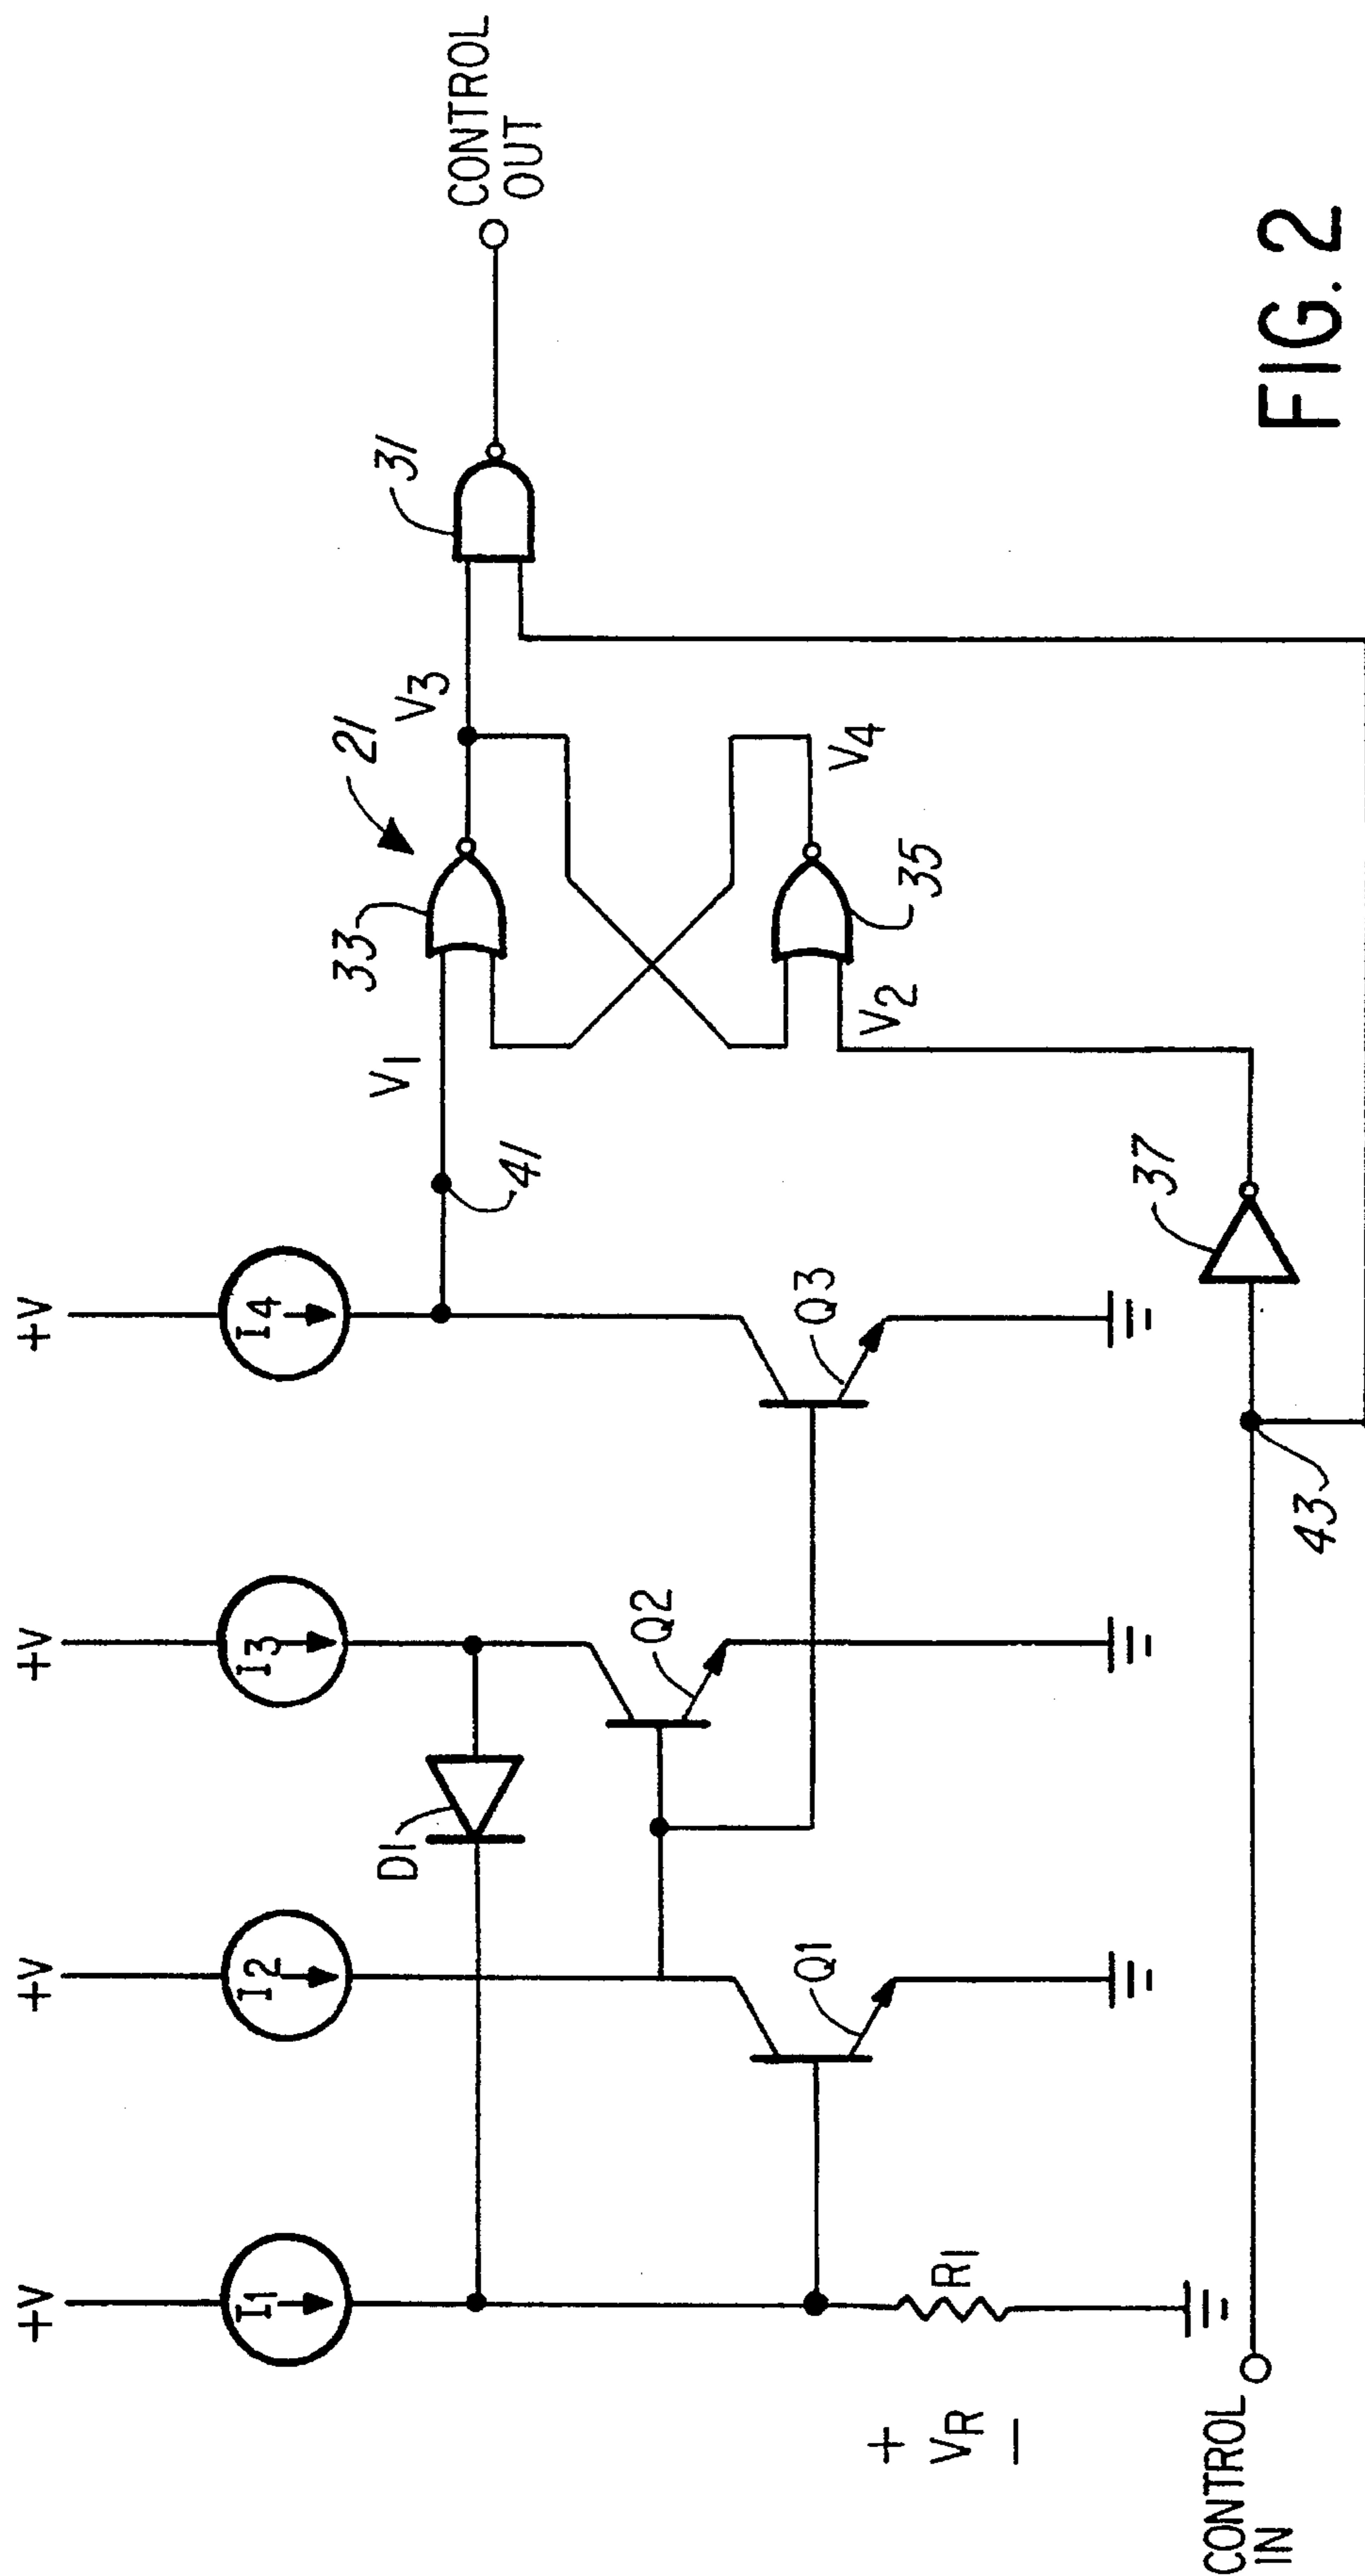 +V
+V
+V
+V
I1
I2
I3
I4
D1
Q1
Q2
Q3
R1
+
VR
–
41
V1
33
21
V3
31
CONTROL
OUT
V2
35
V4
37
43
CONTROL
IN
FIG. 2